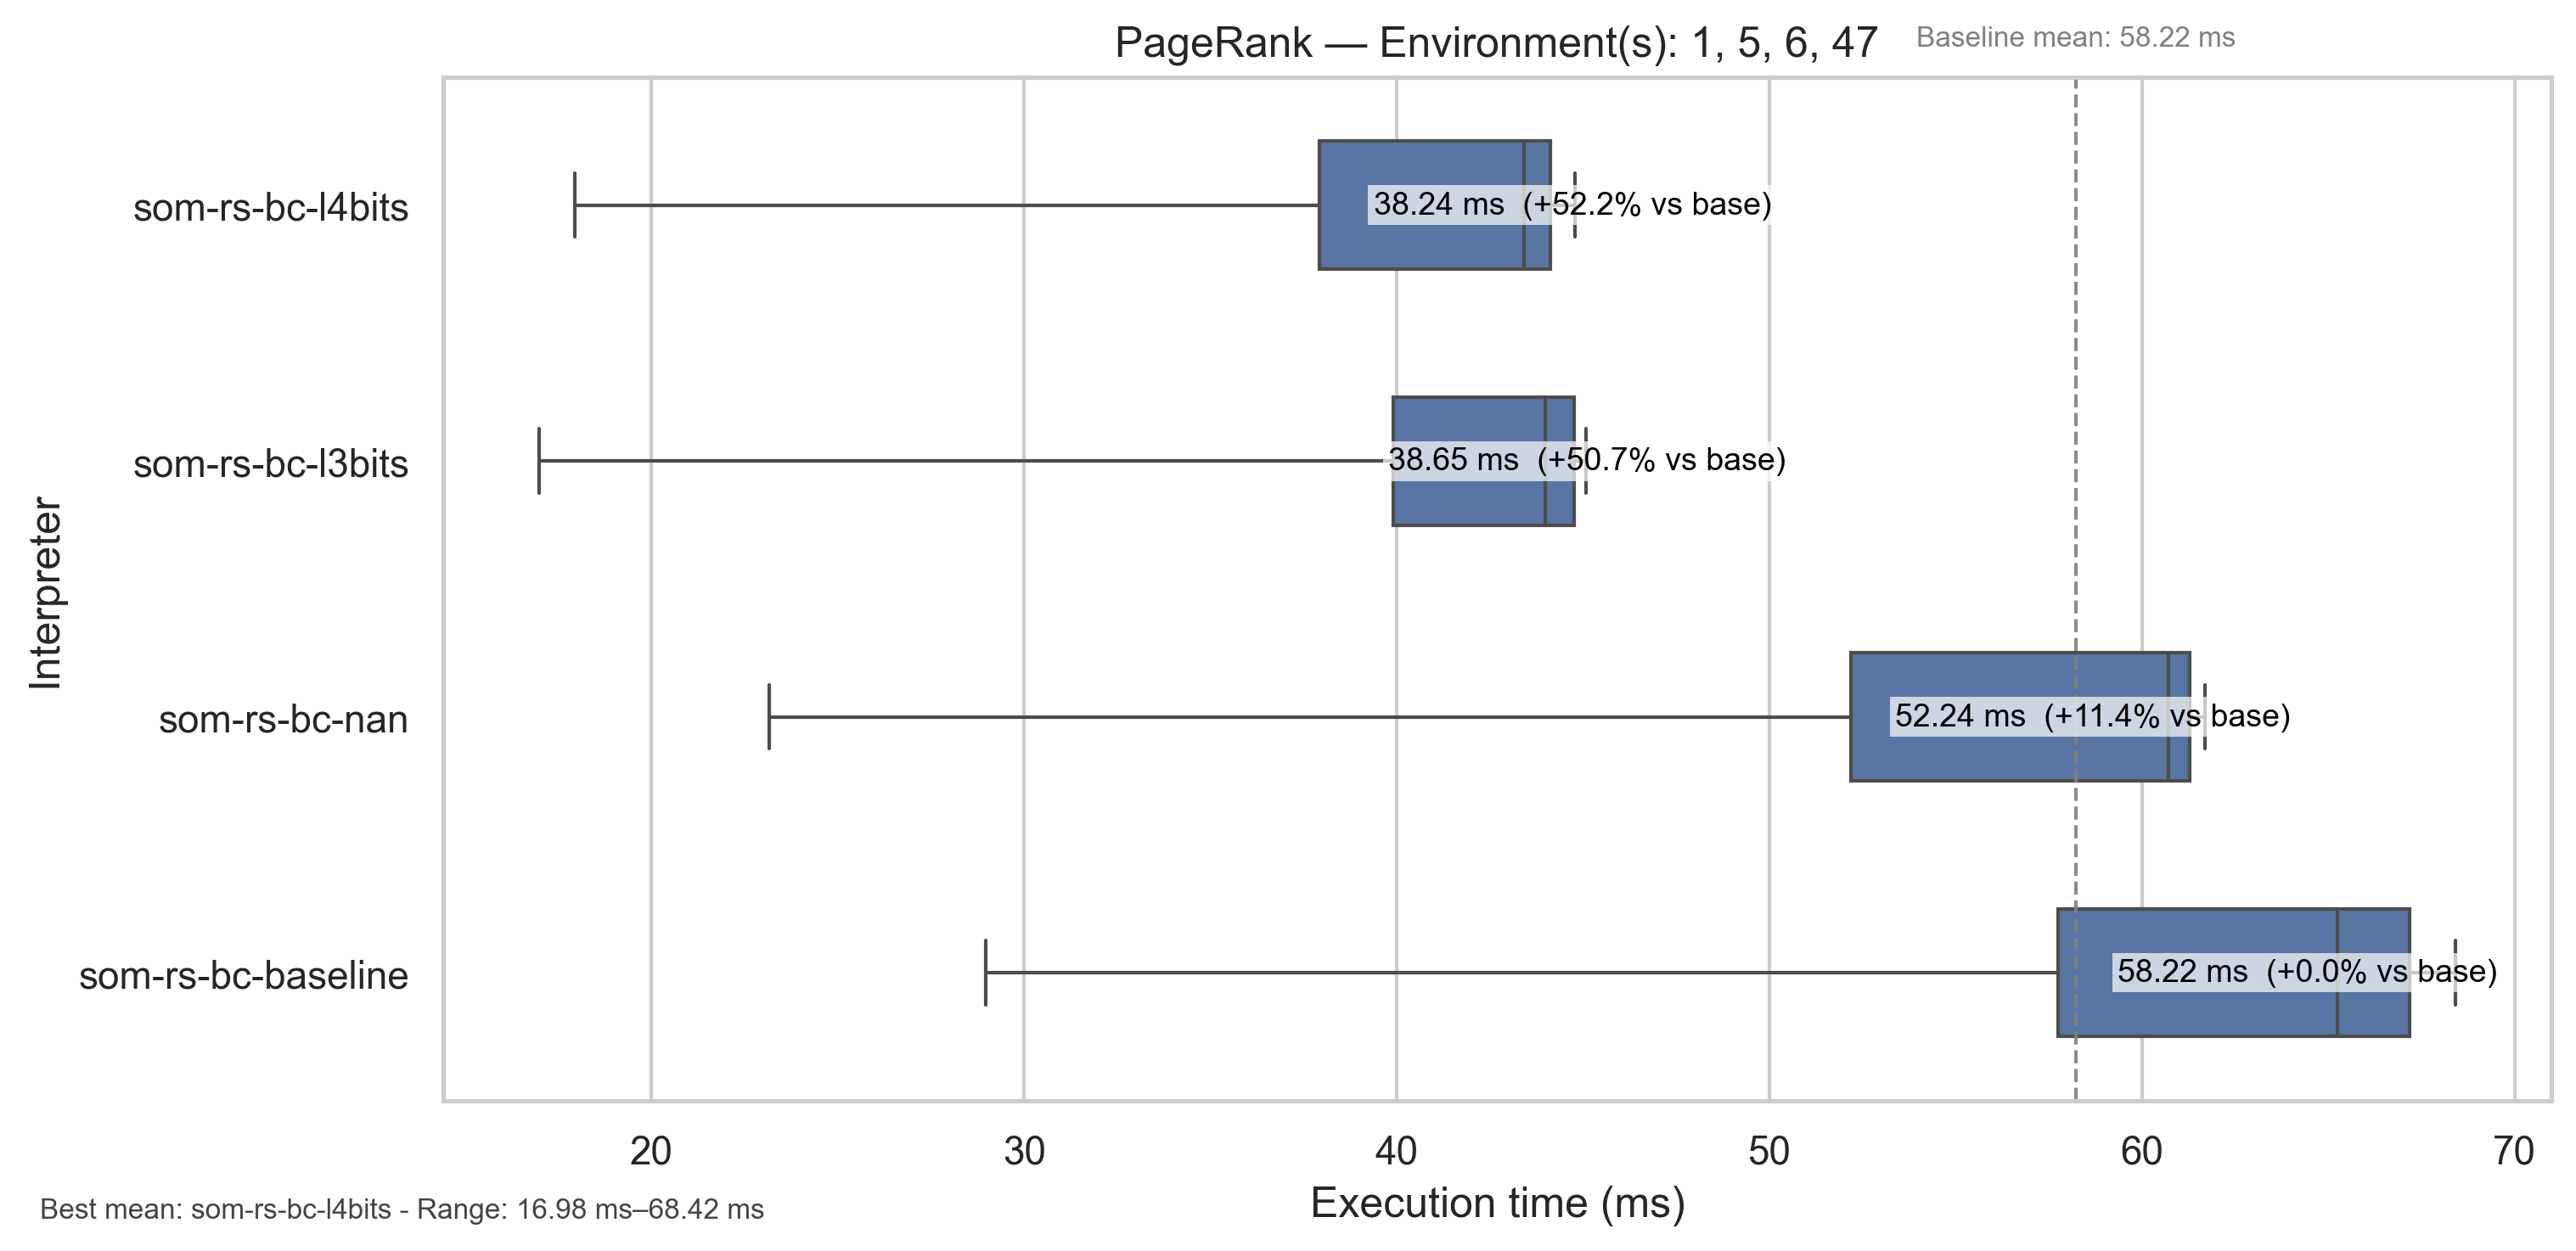 PageRank — Environment(s): 1, 5, 6, 47
Baseline mean: 58.22 ms
Interpreter
som-rs-bc-l4bits
38.24 ms (+52.2% vs base)
som-rs-bc-l3bits
38.65 ms (+50.7% vs base)
som-rs-bc-nan
52.24 ms (+11.4% vs base)
som-rs-bc-baseline
58.22 ms (+0.0% vs base)
20 30 40 50 60 70
Execution time (ms)
Best mean: som-rs-bc-l4bits - Range: 16.98 ms–68.42 ms